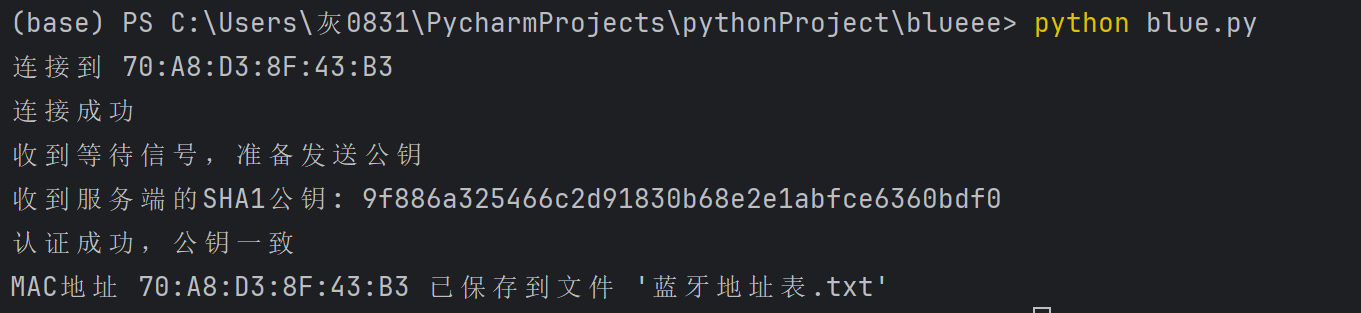 (base) PS C:\Users\灰0831\PycharmProjects\pythonProject\blueee> python blue.py
连接到 70:A8:D3:8F:43:B3
连接成功
收到等待信号，准备发送公钥
收到服务端的SHA1公钥: 9f886a325466c2d91830b68e2e1abfce6360bdf0
认证成功，公钥一致
MAC地址 70:A8:D3:8F:43:B3 已保存到文件 '蓝牙地址表.txt'